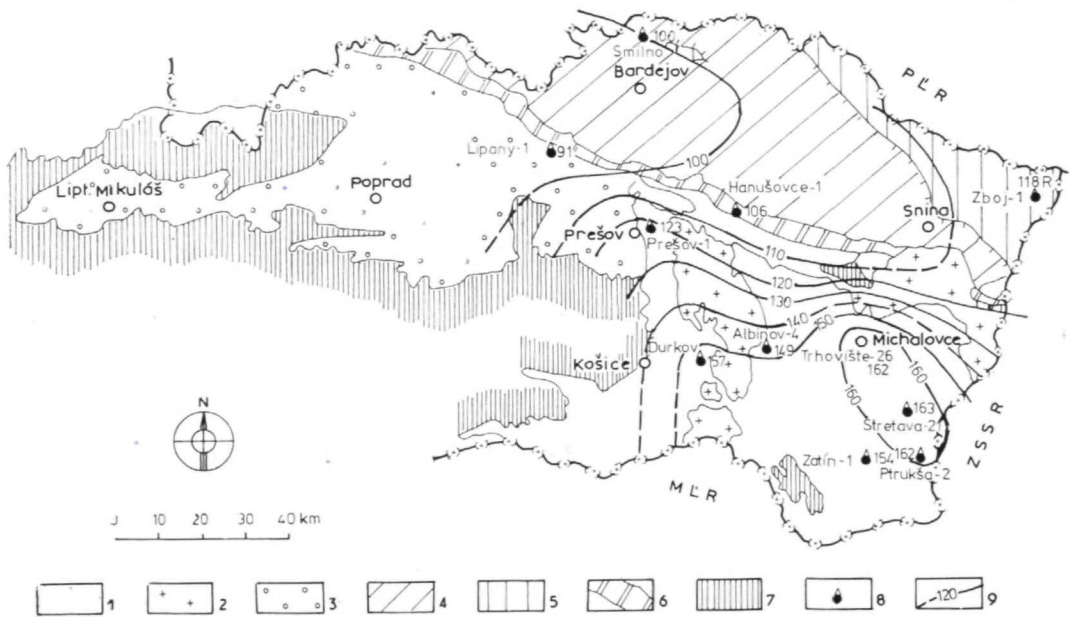 100
Smilno
Bardejov
PĽR
Lipany-1
91
100
Lipt. Mikuláš
Poprad
Hanušovce-1
106
118 R
Zboj-1
Snina
Prešov
123
Prešov-1
110
120
130
140
150
Albinov-4
149
Michalovce
Durkov
157
Košice
Trhovište-26
162
160
160
163
Stretava-2
ZSSR
N
Zatín-1
154
162
Ptrukša-2
MĽR
10 20 30 40 km
1 2 3 4 5 6 7 8 120 9